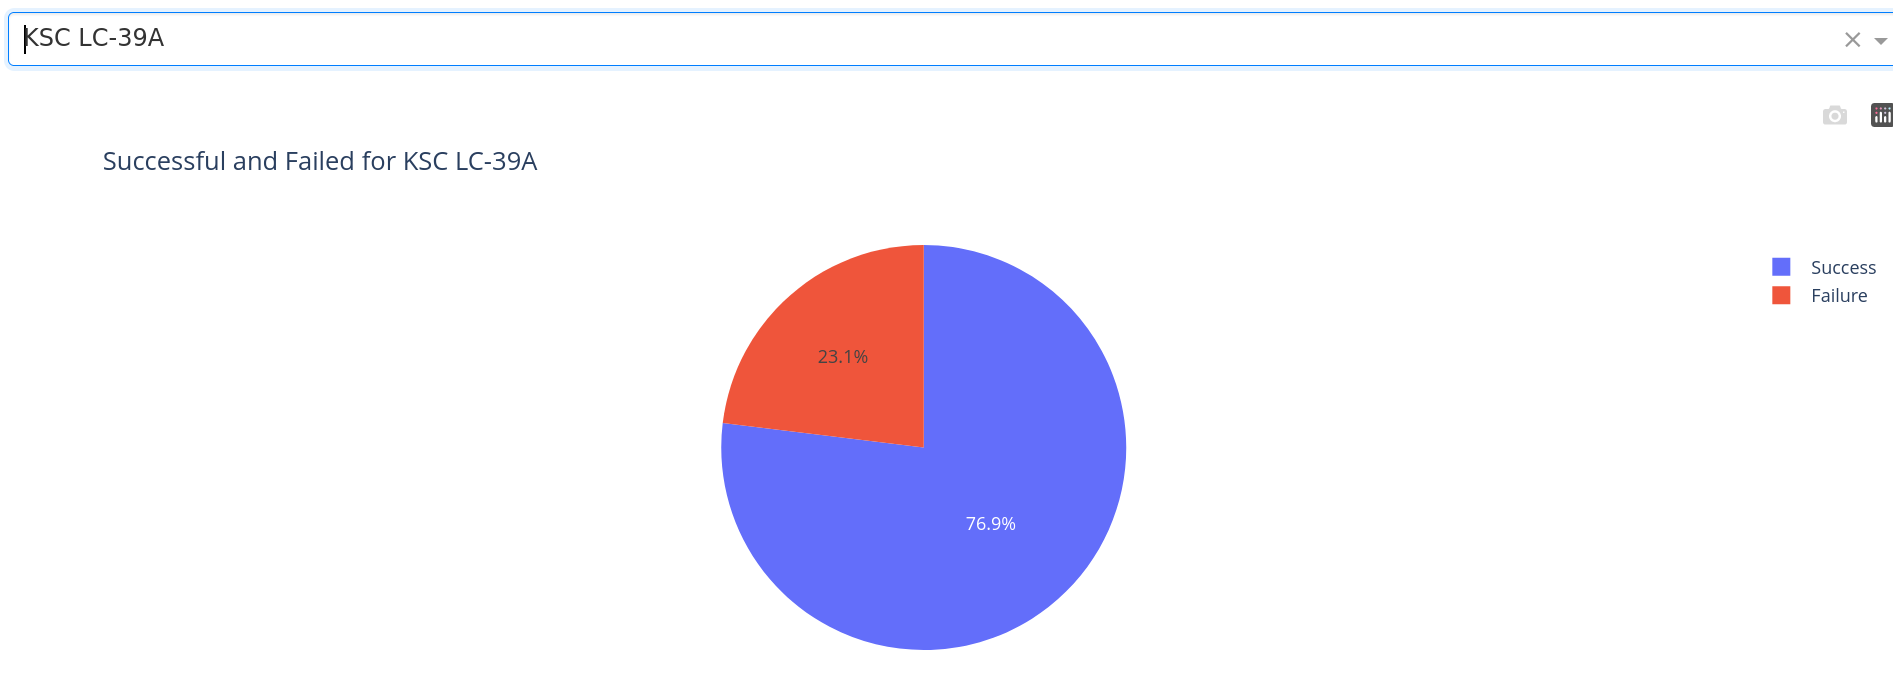 KSC LC-39A
Successful and Failed for KSC LC-39A
Success
Failure
23.1%
76.9%